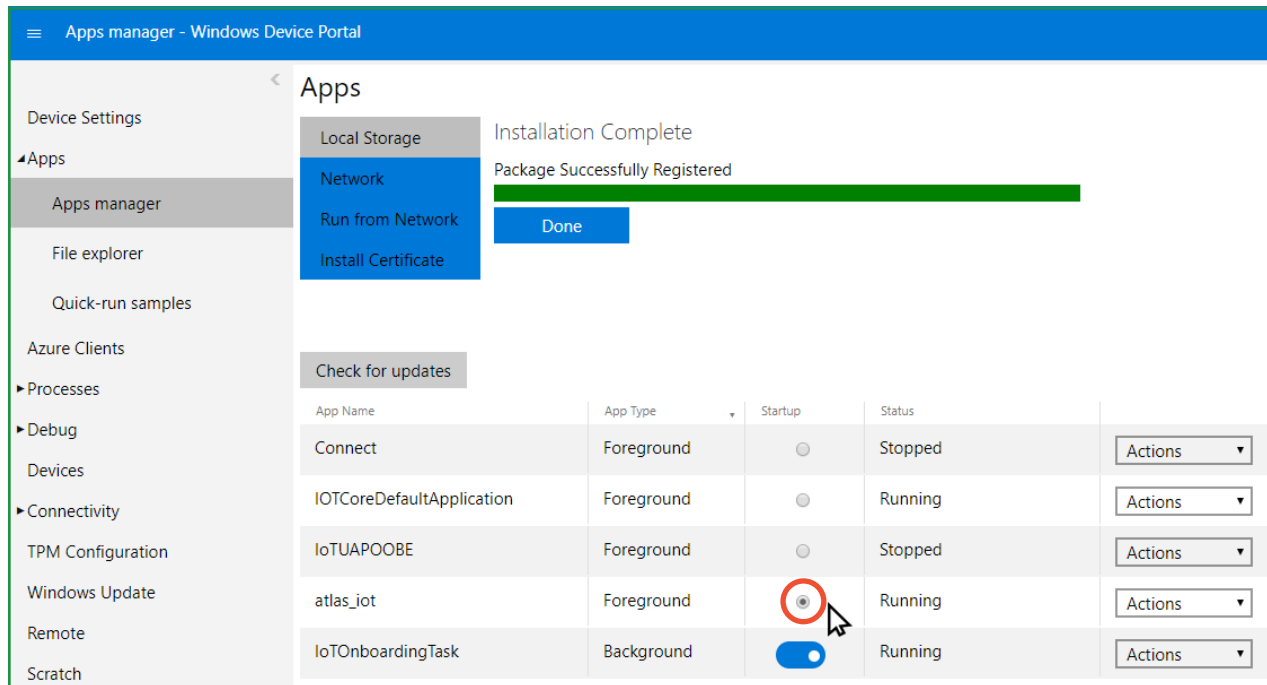 Apps manager - Windows Device Portal
Device Settings
Apps
Apps manager
File explorer
Quick-run samples
Azure Clients
Processes
Debug
Devices
Connectivity
TPM Configuration
Windows Update
Remote
Scratch
Apps
Local Storage
Network
Run from Network
Install Certificate
Installation Complete
Package Successfully Registered
Done
Check for updates
App Name App Type Startup Status
Connect Foreground Stopped Actions
IOTCoreDefaultApplication Foreground Running Actions
IoTUAPOOBE Foreground Stopped Actions
atlas_iot Foreground Running Actions
IoTOnboardingTask Background Running Actions